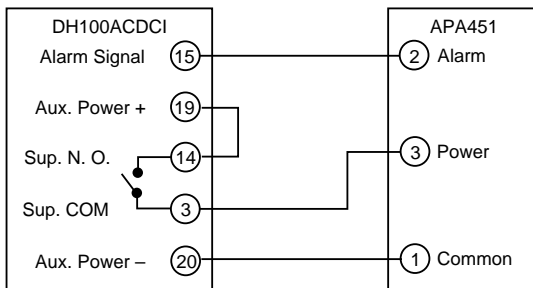 DH100ACDCI
Alarm Signal 15
Aux. Power + 19
Sup. N. O. 14
Sup. COM 3
Aux. Power – 20
APA451
2 Alarm
3 Power
1 Common